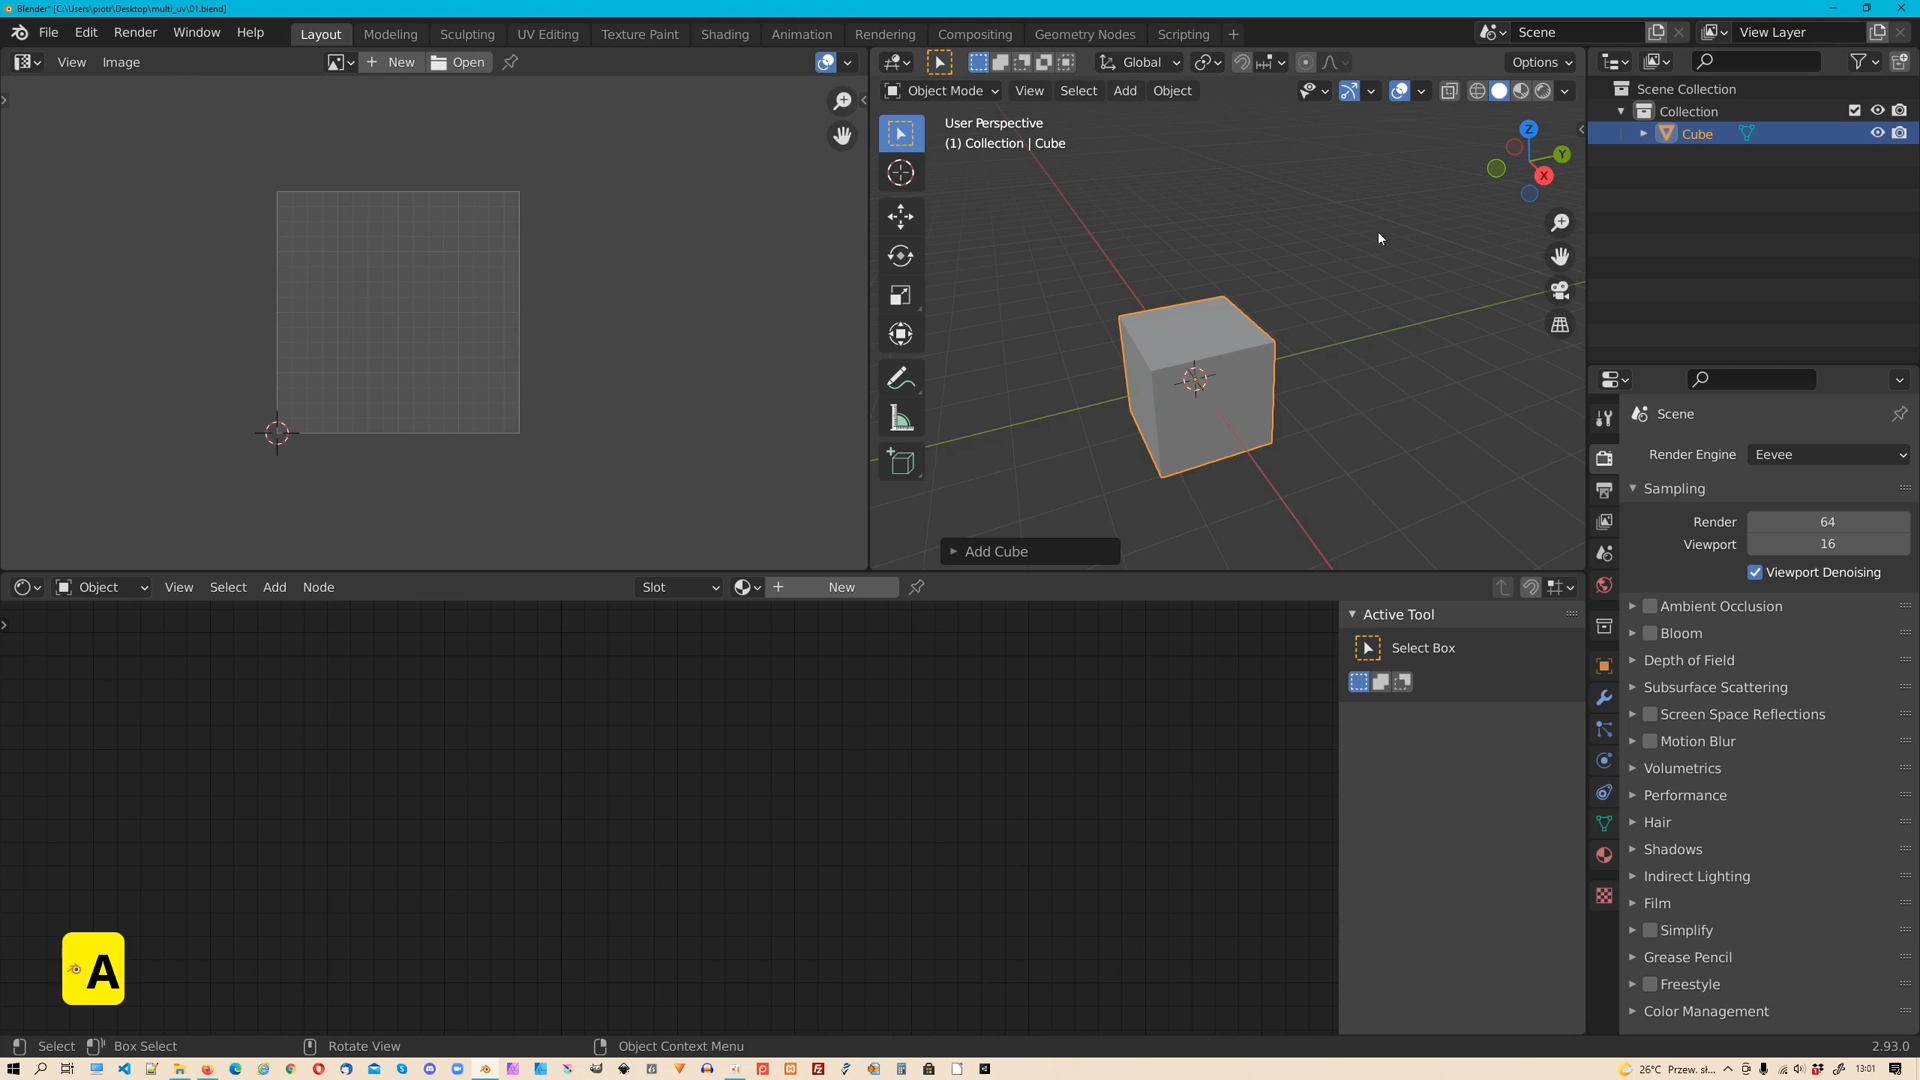 Blender* [C:\Users\piotr\Desktop\multi_uv\01.blend]
File Edit Render Window Help Layout Modeling Sculpting UV Editing Texture Paint Shading Animation Rendering Compositing Geometry Nodes Scripting + Scene View Layer
View Image + New Open
Global Options
Object Mode View Select Add Object
User Perspective
(1) Collection | Cube
Z
Y
X
Scene Collection
Collection
Cube
Add Cube
Scene
Render Engine Eevee
Sampling
Render 64
Viewport 16
Viewport Denoising
Ambient Occlusion
Bloom
Depth of Field
Subsurface Scattering
Screen Space Reflections
Motion Blur
Volumetrics
Performance
Hair
Shadows
Indirect Lighting
Film
Simplify
Grease Pencil
Freestyle
Color Management
Object View Select Add Node Slot + New
Active Tool
Select Box
A
Select Box Select Rotate View Object Context Menu 2.93.0
26°C Przew. sł... 13:01